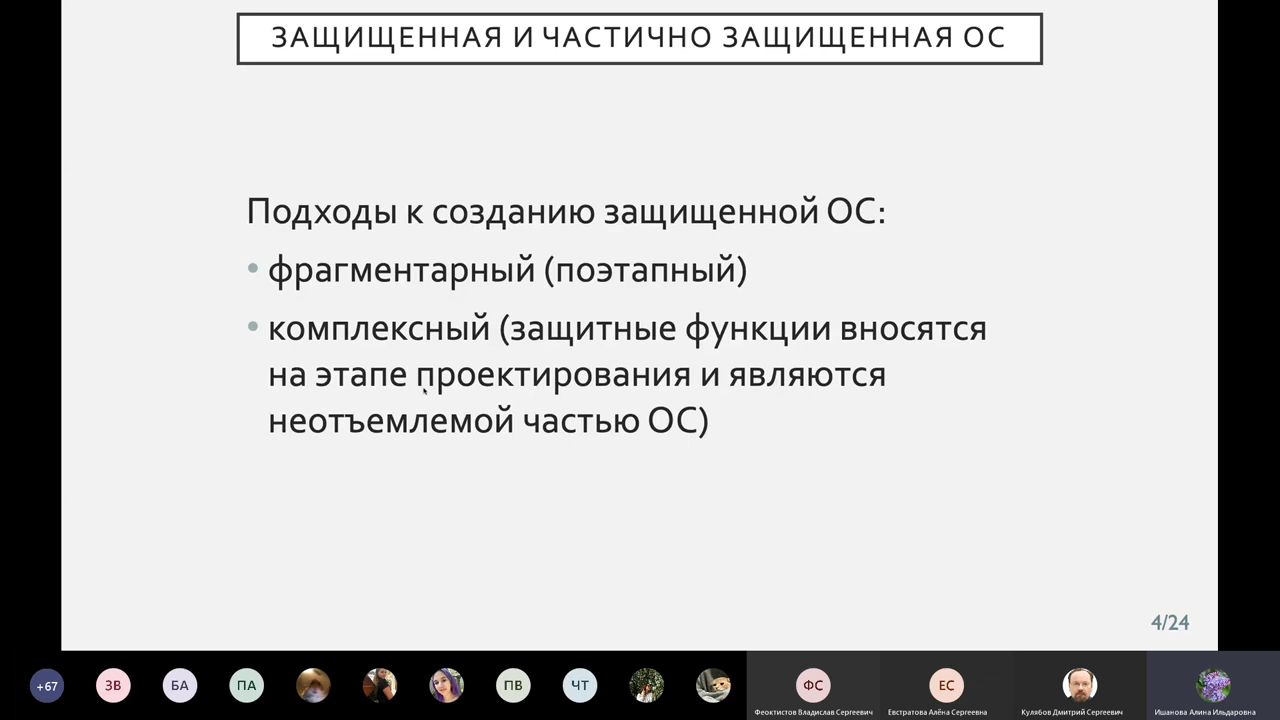 ЗАЩИЩЕННАЯ И ЧАСТИЧНО ЗАЩИЩЕННАЯ ОС
Подходы к созданию защищенной ОС:
• фрагментарный (поэтапный)
• комплексный (защитные функции вносятся
на этапе проектирования и являются
неотъемлемой частью ОС)
4/24
+67 ЗВ БА ПА ПВ ЧТ ФС ЕС
Феоктистов Владислав Сергеевич Евстратова Алёна Сергеевна Кулябов Дмитрий Сергеевич Ишанова Алина Ильдаровна